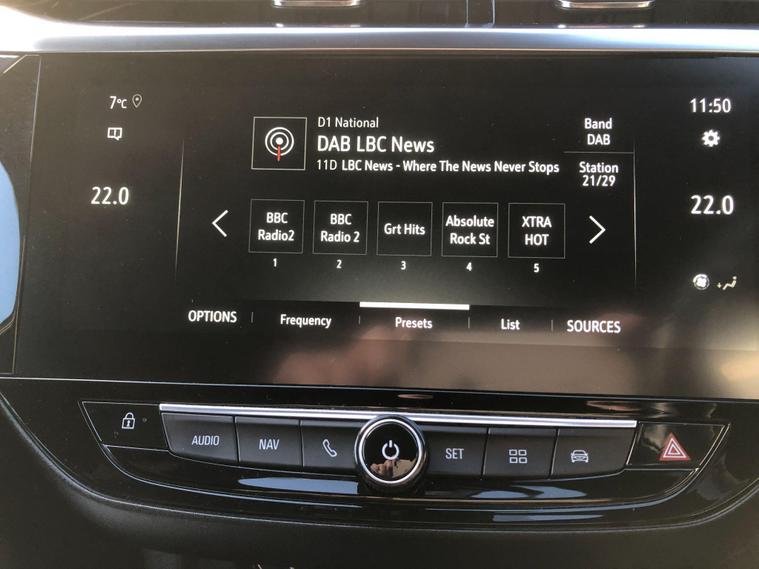 7°C
11:50
D1 National
DAB LBC News
11D LBC News - Where The News Never Stops
Band
DAB
Station
21/29
22.0
22.0
BBC
Radio2
BBC
Radio 2
Grt Hits
Absolute
Rock St
XTRA
HOT
1
2
3
4
5
OPTIONS
Frequency
Presets
List
SOURCES
AUDIO
NAV
SET